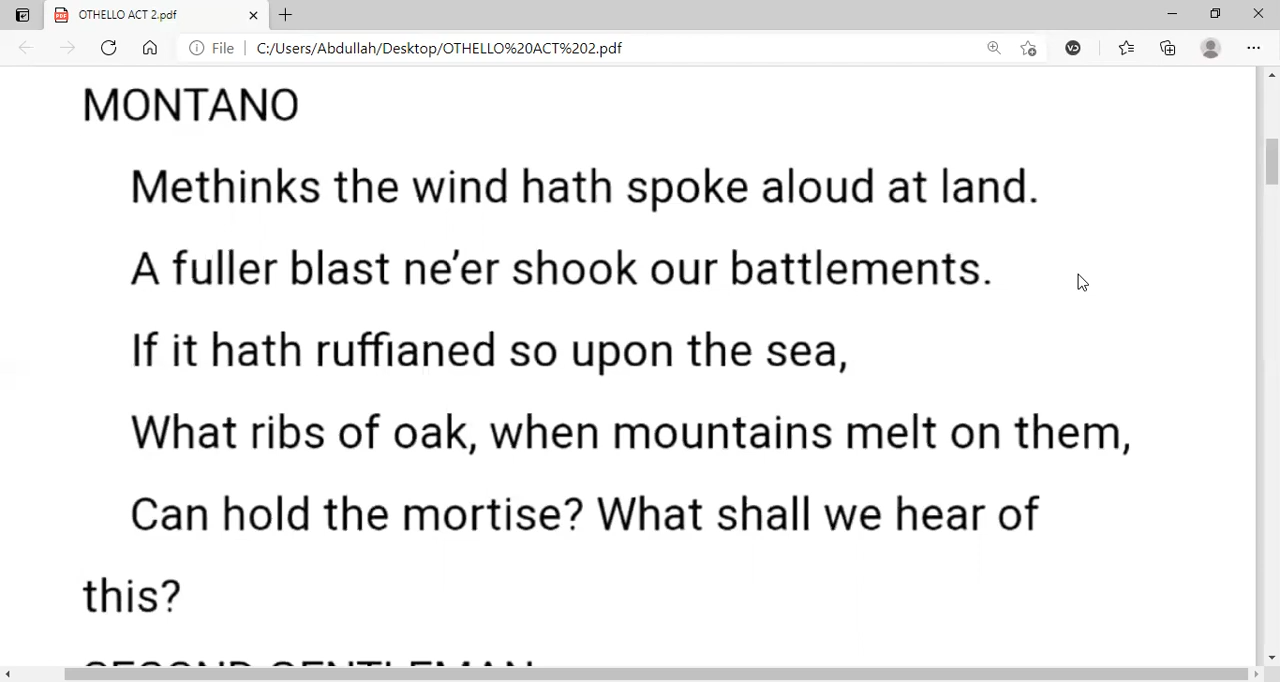 OTHELLO ACT 2.pdf
File C:/Users/Abdullah/Desktop/OTHELLO%20ACT%202.pdf
MONTANO
Methinks the wind hath spoke aloud at land.
A fuller blast ne’er shook our battlements.
If it hath ruffianed so upon the sea,
What ribs of oak, when mountains melt on them,
Can hold the mortise? What shall we hear of
this?
SECOND GENTLEMAN